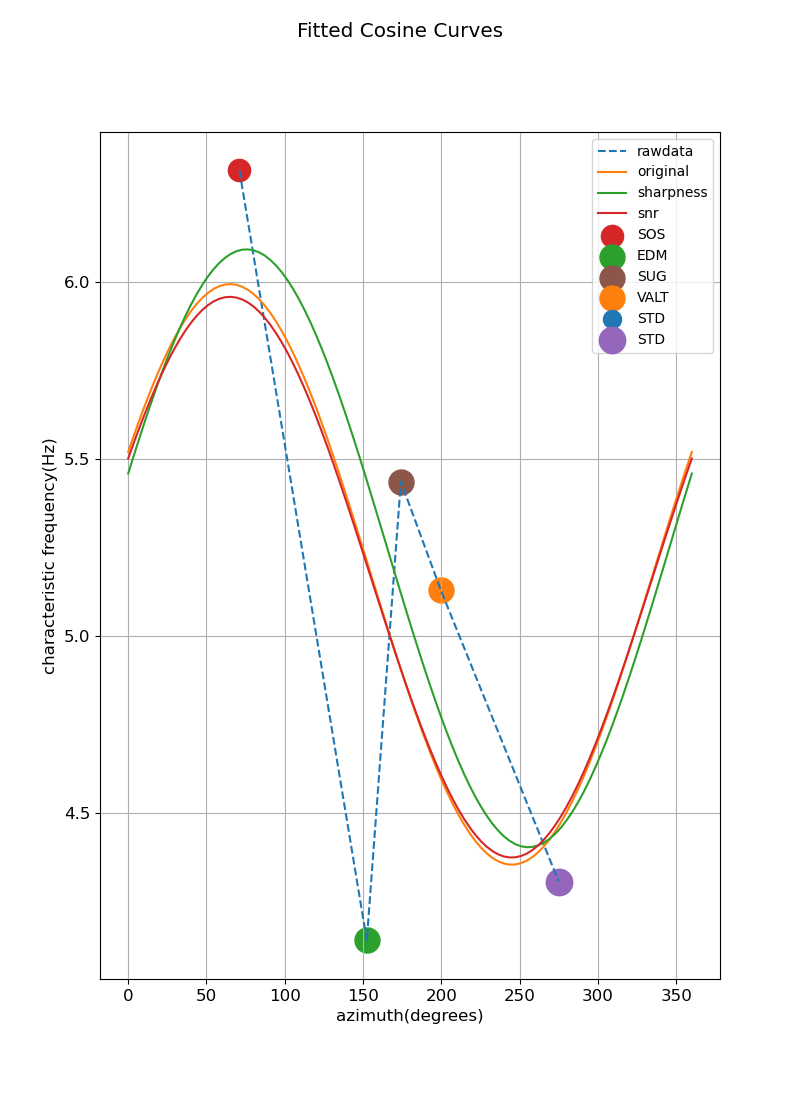 Fitted Cosine Curves
rawdata
original
sharpness
snr
SOS
EDM
SUG
VALT
STD
STD
characteristic frequency(Hz)
6.0
5.5
5.0
4.5
0 50 100 150 200 250 300 350
azimuth(degrees)